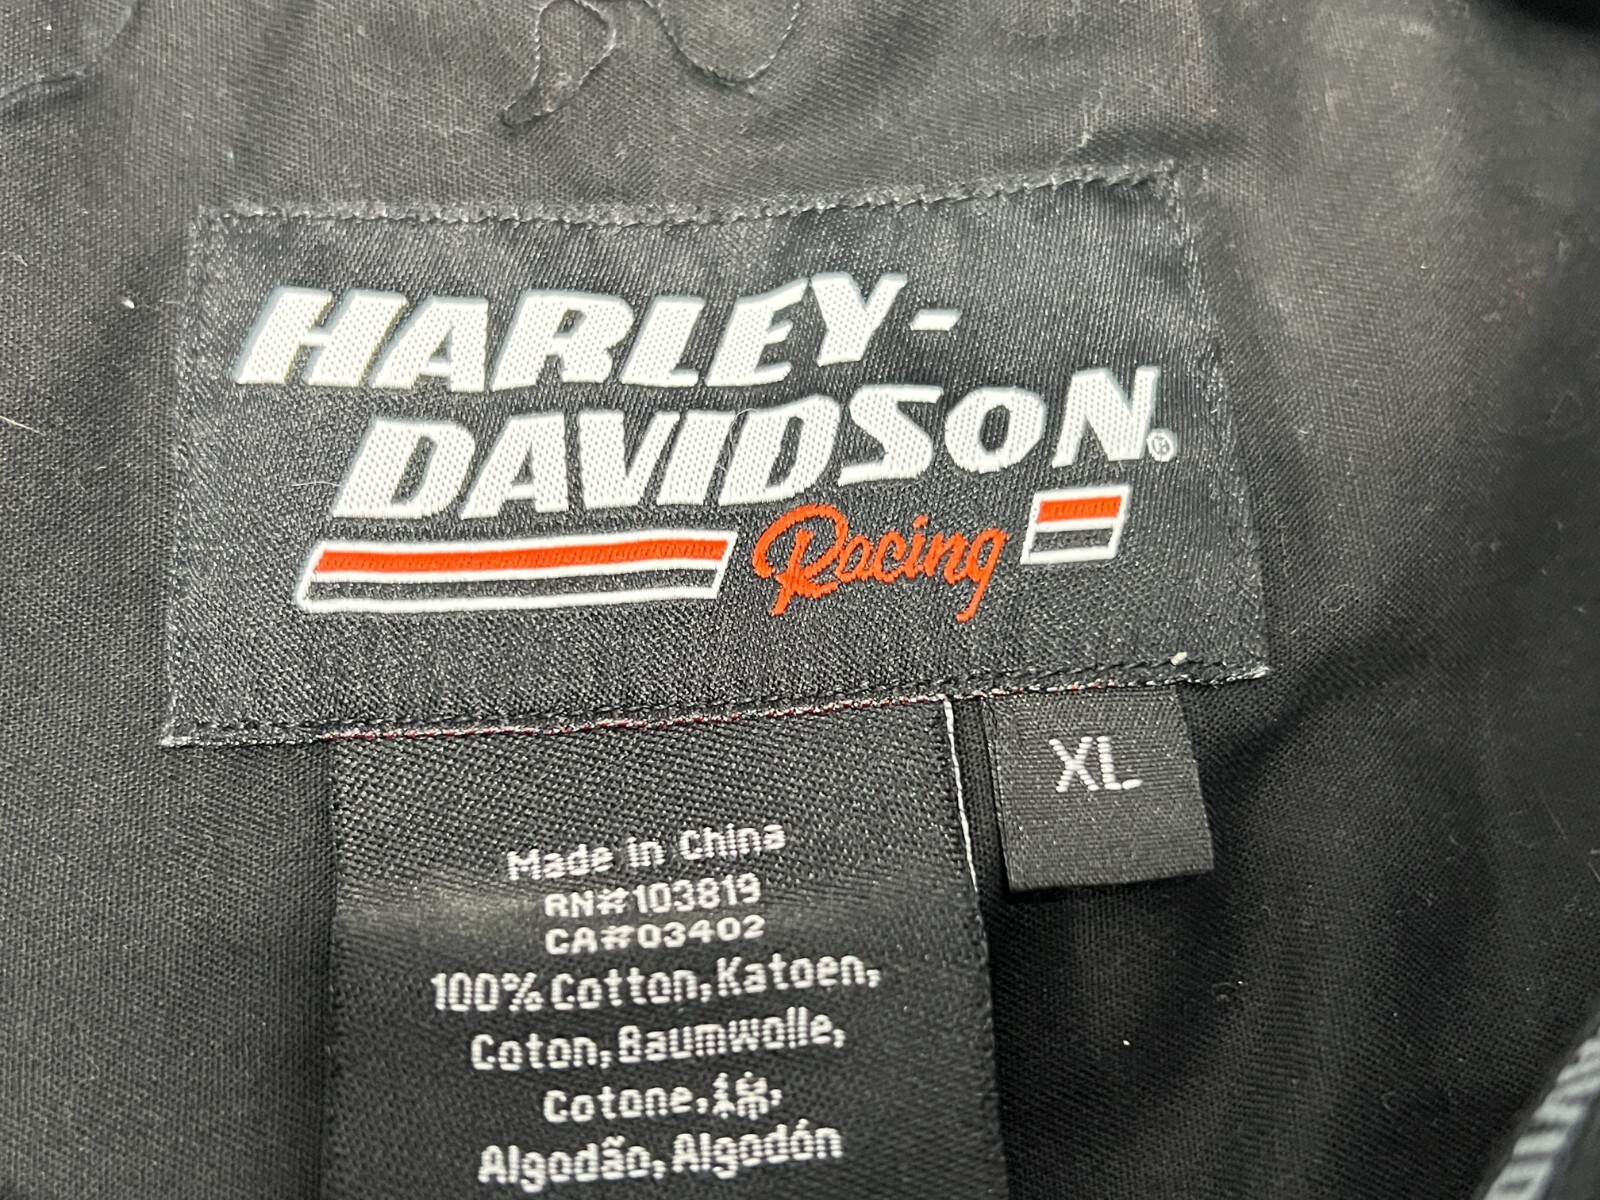 HARLEY-
DAVIDSON®
Racing
XL
Made in China
RN#103819
CA#03402
100% Cotton, Katoen,
Coton, Baumwolle,
Cotone, 綿,
Algodão, Algodón